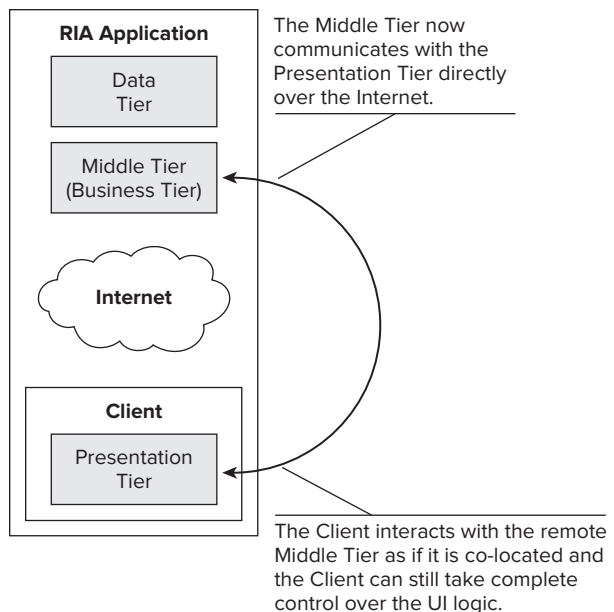 RIA Application
Data
Tier
Middle Tier
(Business Tier)
Internet
Client
Presentation
Tier
The Middle Tier now
communicates with the
Presentation Tier directly
over the Internet.
The Client interacts with the remote
Middle Tier as if it is co-located and
the Client can still take complete
control over the UI logic.